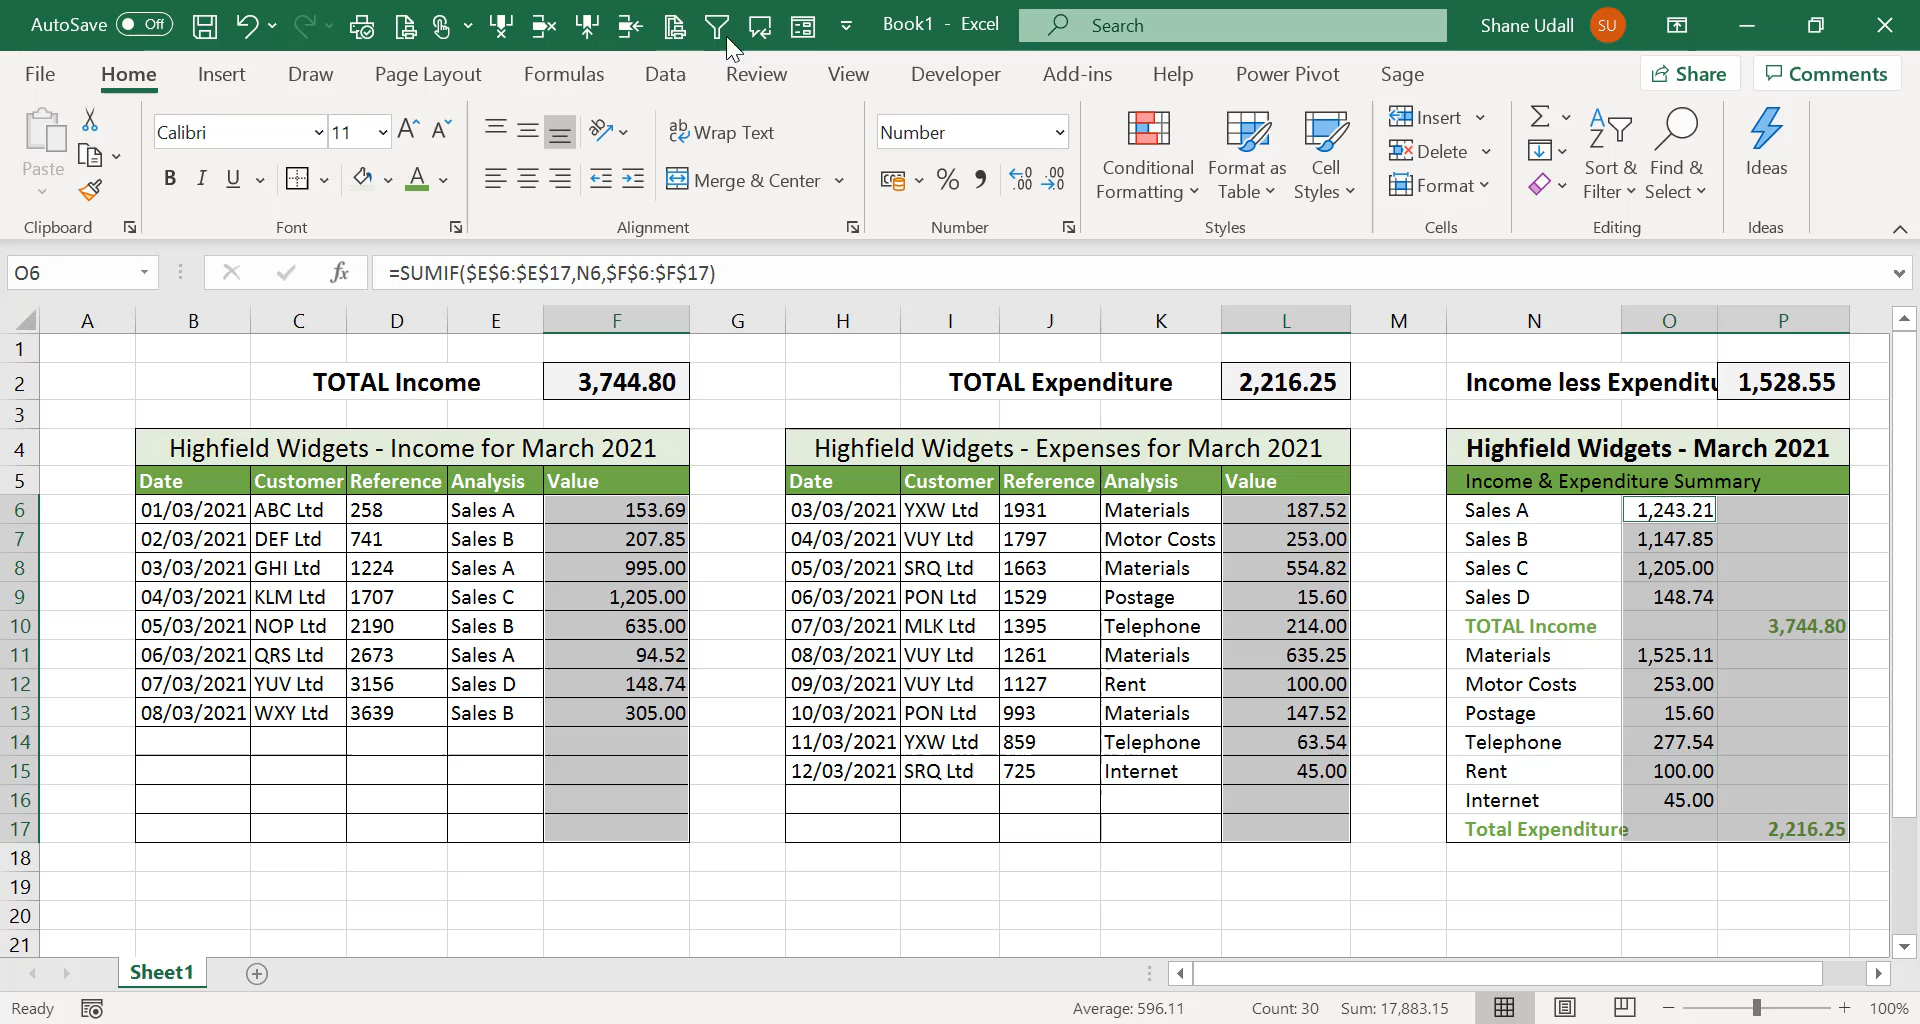 AutoSave Off Book1 - Excel Search Shane Udall SU
File Home Insert Draw Page Layout Formulas Data Review View Developer Add-ins Help Power Pivot Sage Share Comments
Calibri 11 ab Wrap Text Number Insert
Paste Conditional Format as Cell Delete Sort & Find & Ideas
B I U A Merge & Center % Formatting Table Styles Format Filter Select
Clipboard Font Alignment Number Styles Cells Editing Ideas
O6 fx =SUMIF($E$6:$E$17,N6,$F$6:$F$17)
A B C D E F G H I J K L M N O P
1
2 TOTAL Income 3,744.80 TOTAL Expenditure 2,216.25 Income less Expenditu 1,528.55
3
4 Highfield Widgets - Income for March 2021 Highfield Widgets - Expenses for March 2021 Highfield Widgets - March 2021
5 Date Customer Reference Analysis Value Date Customer Reference Analysis Value Income & Expenditure Summary
6 01/03/2021 ABC Ltd 258 Sales A 153.69 03/03/2021 YXW Ltd 1931 Materials 187.52 Sales A 1,243.21
7 02/03/2021 DEF Ltd 741 Sales B 207.85 04/03/2021 VUY Ltd 1797 Motor Costs 253.00 Sales B 1,147.85
8 03/03/2021 GHI Ltd 1224 Sales A 995.00 05/03/2021 SRQ Ltd 1663 Materials 554.82 Sales C 1,205.00
9 04/03/2021 KLM Ltd 1707 Sales C 1,205.00 06/03/2021 PON Ltd 1529 Postage 15.60 Sales D 148.74
10 05/03/2021 NOP Ltd 2190 Sales B 635.00 07/03/2021 MLK Ltd 1395 Telephone 214.00 TOTAL Income 3,744.80
11 06/03/2021 QRS Ltd 2673 Sales A 94.52 08/03/2021 VUY Ltd 1261 Materials 635.25 Materials 1,525.11
12 07/03/2021 YUV Ltd 3156 Sales D 148.74 09/03/2021 VUY Ltd 1127 Rent 100.00 Motor Costs 253.00
13 08/03/2021 WXY Ltd 3639 Sales B 305.00 10/03/2021 PON Ltd 993 Materials 147.52 Postage 15.60
14 11/03/2021 YXW Ltd 859 Telephone 63.54 Telephone 277.54
15 12/03/2021 SRQ Ltd 725 Internet 45.00 Rent 100.00
16 Internet 45.00
17 Total Expenditure 2,216.25
18
19
20
21
Sheet1
Ready Average: 596.11 Count: 30 Sum: 17,883.15 100%